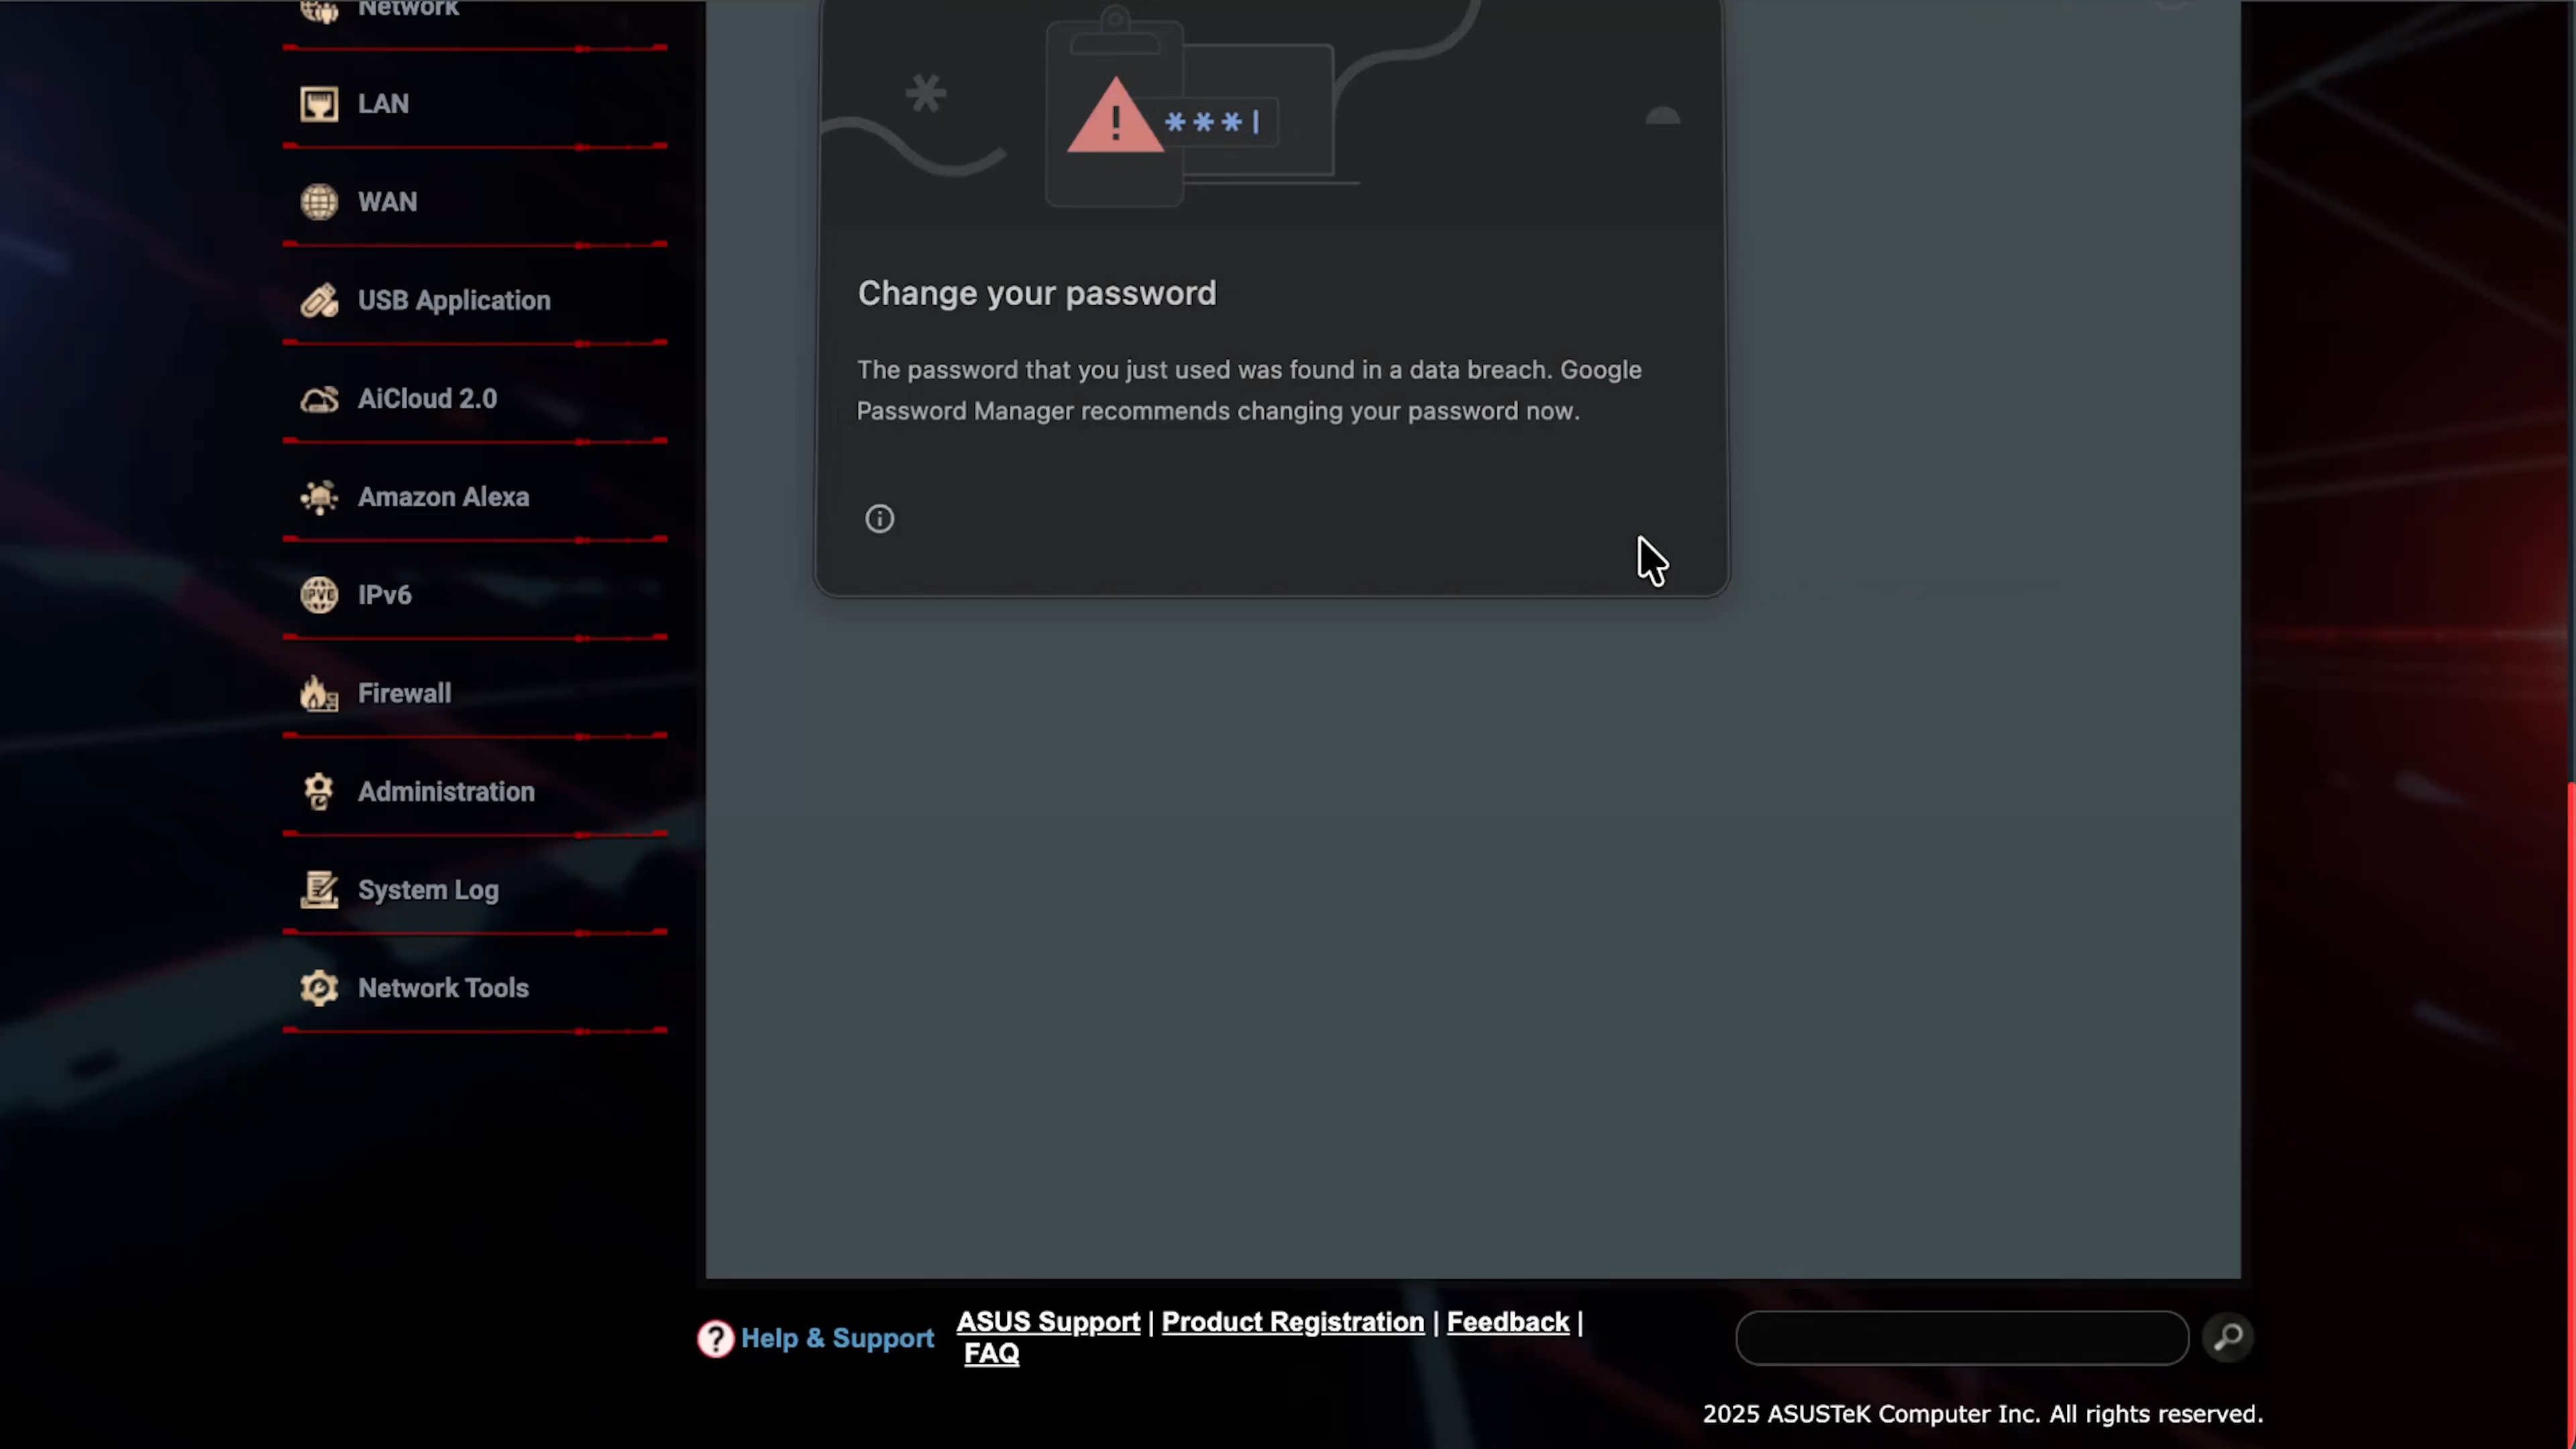 Network
LAN
WAN
USB Application
AiCloud 2.0
Amazon Alexa
IPv6
Firewall
Administration
System Log
Network Tools
***|
Change your password
The password that you just used was found in a data breach. Google
Password Manager recommends changing your password now.
Help & Support
ASUS Support | Product Registration | Feedback |
FAQ
2025 ASUSTeK Computer Inc. All rights reserved.